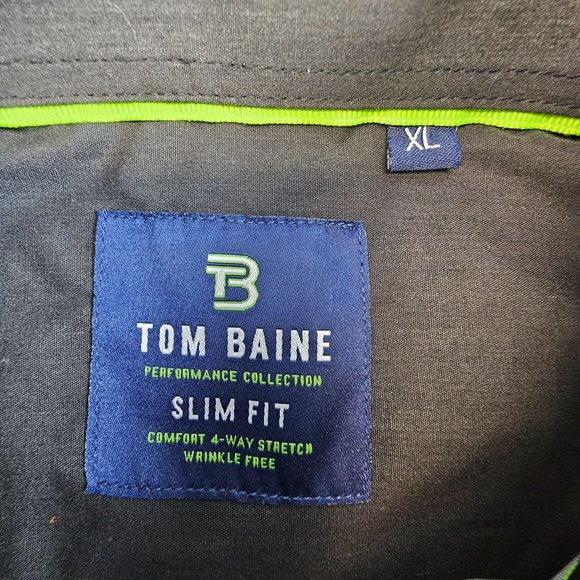 XL
TB
TOM BAINE
PERFORMANCE COLLECTION
SLIM FIT
COMFORT 4-WAY STRETCH
WRINKLE FREE